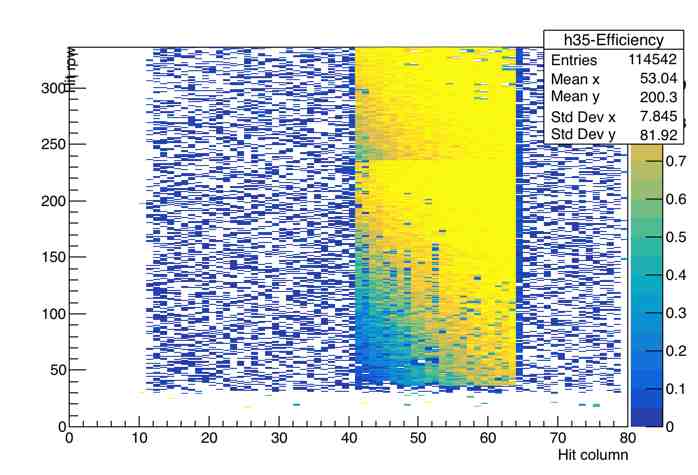 h35-Efficiency
Entries 114542
Mean x 53.04
Mean y 200.3
Std Dev x 7.845
Std Dev y 81.92
300
250
200
150
100
50
0
0 10 20 30 40 50 60 70 80
Hit column
0.7
0.6
0.5
0.4
0.3
0.2
0.1
0